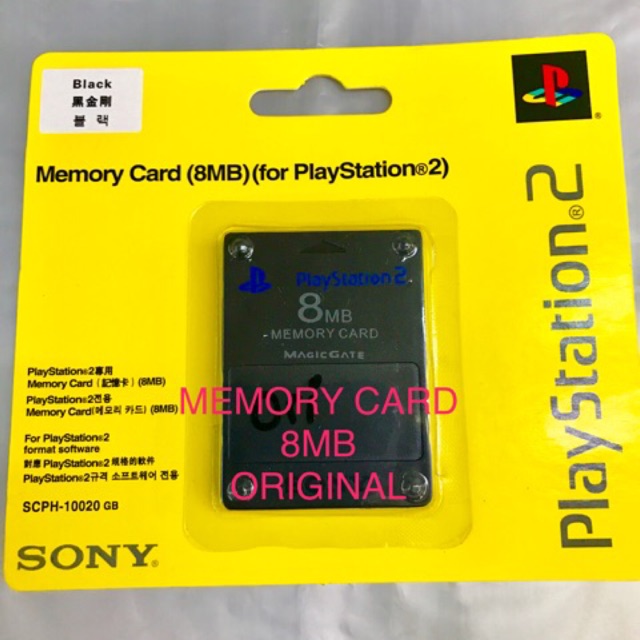 Black
黑金剛
블랙
Memory Card (8MB)(for PlayStation®2)
PlayStation®2
PlayStation 2
8MB
MEMORY CARD
MAGICGATE
PlayStation®2專用
Memory Card (記憶卡) (8MB)
PlayStation®2전용
Memory Card(메모리 카드) (8MB)
For PlayStation®2
format software
對應 PlayStation®2 規格的軟件
PlayStation®2규격 소프트웨어 전용
SCPH-10020 GB
SONY®
MEMORY CARD
8MB
ORIGINAL